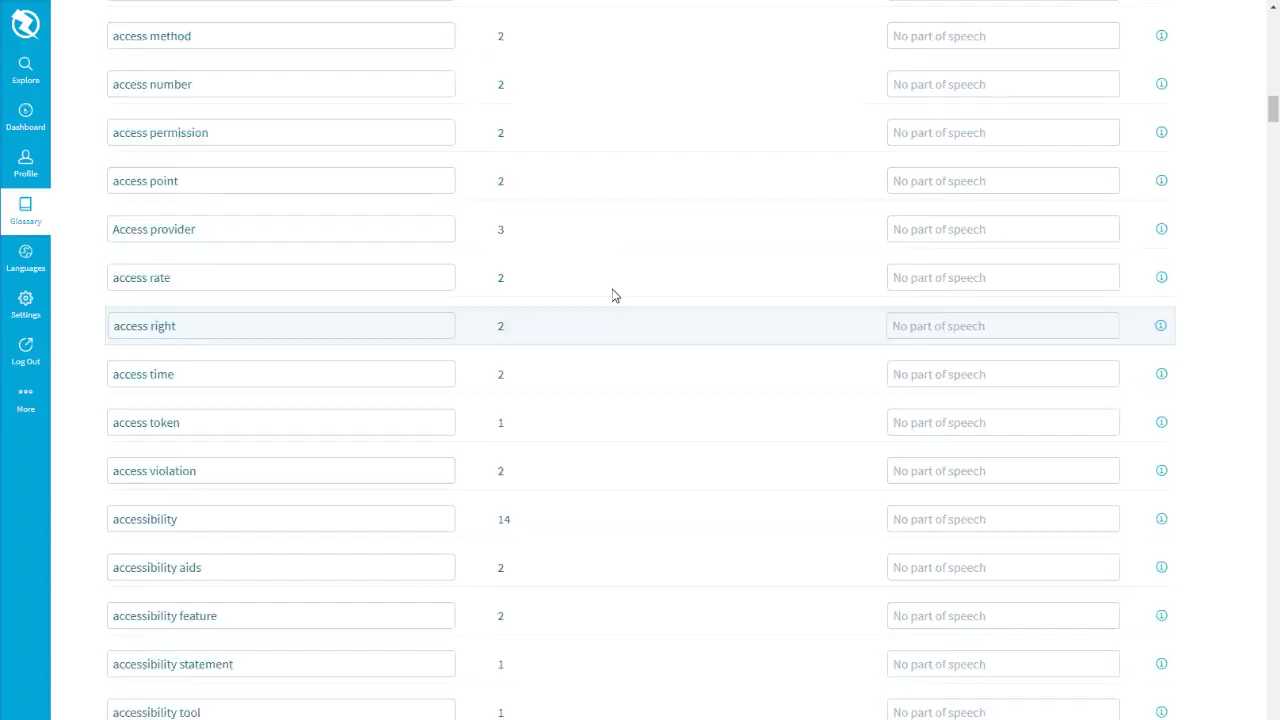 Explore
Dashboard
Profile
Glossary
Languages
Settings
Log Out
More
access method 2 No part of speech
access number 2 No part of speech
access permission 2 No part of speech
access point 2 No part of speech
Access provider 3 No part of speech
access rate 2 No part of speech
access right 2 No part of speech
access time 2 No part of speech
access token 1 No part of speech
access violation 2 No part of speech
accessibility 14 No part of speech
accessibility aids 2 No part of speech
accessibility feature 2 No part of speech
accessibility statement 1 No part of speech
accessibility tool 1 No part of speech